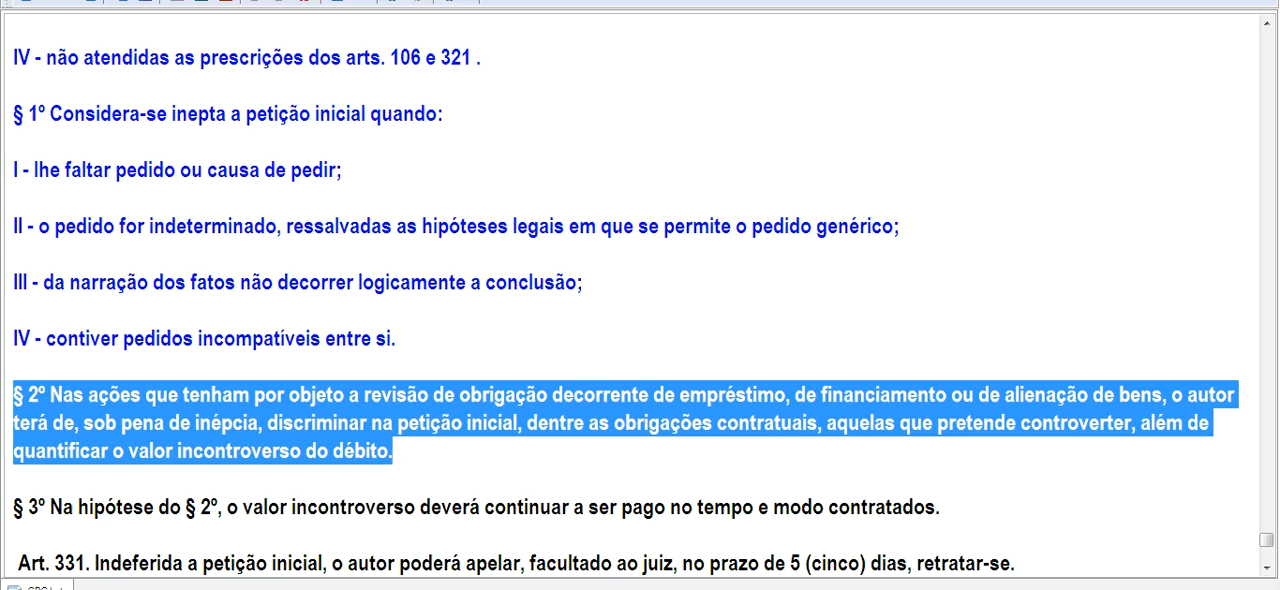 IV - não atendidas as prescrições dos arts. 106 e 321 .
§ 1º Considera-se inepta a petição inicial quando:
I - lhe faltar pedido ou causa de pedir;
II - o pedido for indeterminado, ressalvadas as hipóteses legais em que se permite o pedido genérico;
III - da narração dos fatos não decorrer logicamente a conclusão;
IV - contiver pedidos incompatíveis entre si.
§ 2º Nas ações que tenham por objeto a revisão de obrigação decorrente de empréstimo, de financiamento ou de alienação de bens, o autor
terá de, sob pena de inépcia, discriminar na petição inicial, dentre as obrigações contratuais, aquelas que pretende controverter, além de
quantificar o valor incontroverso do débito.
§ 3º Na hipótese do § 2º, o valor incontroverso deverá continuar a ser pago no tempo e modo contratados.
Art. 331. Indeferida a petição inicial, o autor poderá apelar, facultado ao juiz, no prazo de 5 (cinco) dias, retratar-se.